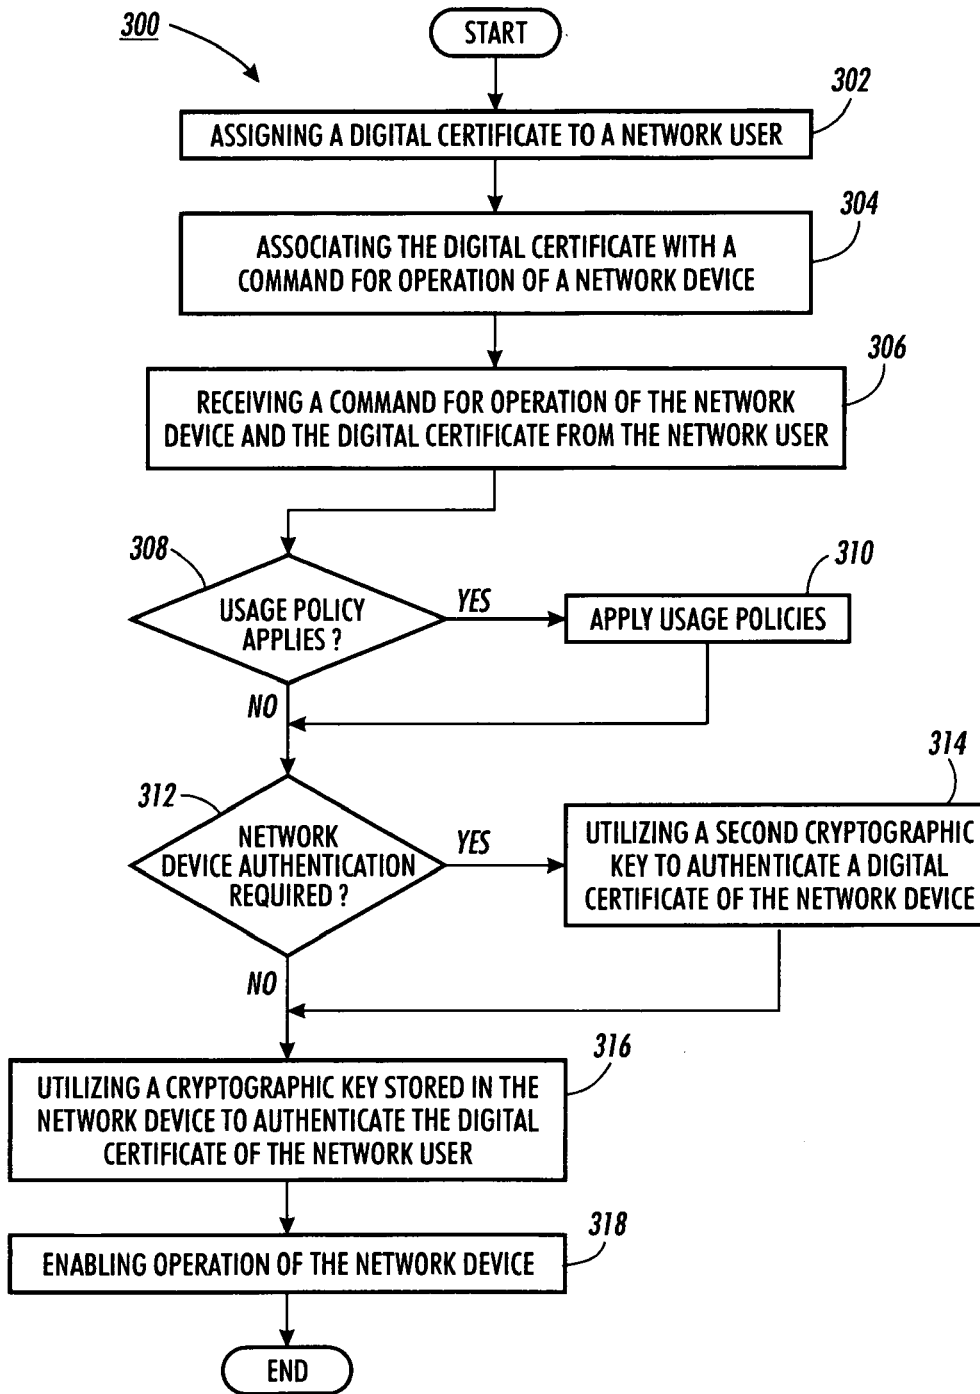 300
START
302
ASSIGNING A DIGITAL CERTIFICATE TO A NETWORK USER
304
ASSOCIATING THE DIGITAL CERTIFICATE WITH A
COMMAND FOR OPERATION OF A NETWORK DEVICE
306
RECEIVING A COMMAND FOR OPERATION OF THE NETWORK
DEVICE AND THE DIGITAL CERTIFICATE FROM THE NETWORK USER
308
USAGE POLICY
APPLIES ?
YES
310
APPLY USAGE POLICIES
NO
312
NETWORK
DEVICE AUTHENTICATION
REQUIRED ?
YES
314
UTILIZING A SECOND CRYPTOGRAPHIC
KEY TO AUTHENTICATE A DIGITAL
CERTIFICATE OF THE NETWORK DEVICE
NO
316
UTILIZING A CRYPTOGRAPHIC KEY STORED IN THE
NETWORK DEVICE TO AUTHENTICATE THE DIGITAL
CERTIFICATE OF THE NETWORK USER
318
ENABLING OPERATION OF THE NETWORK DEVICE
END